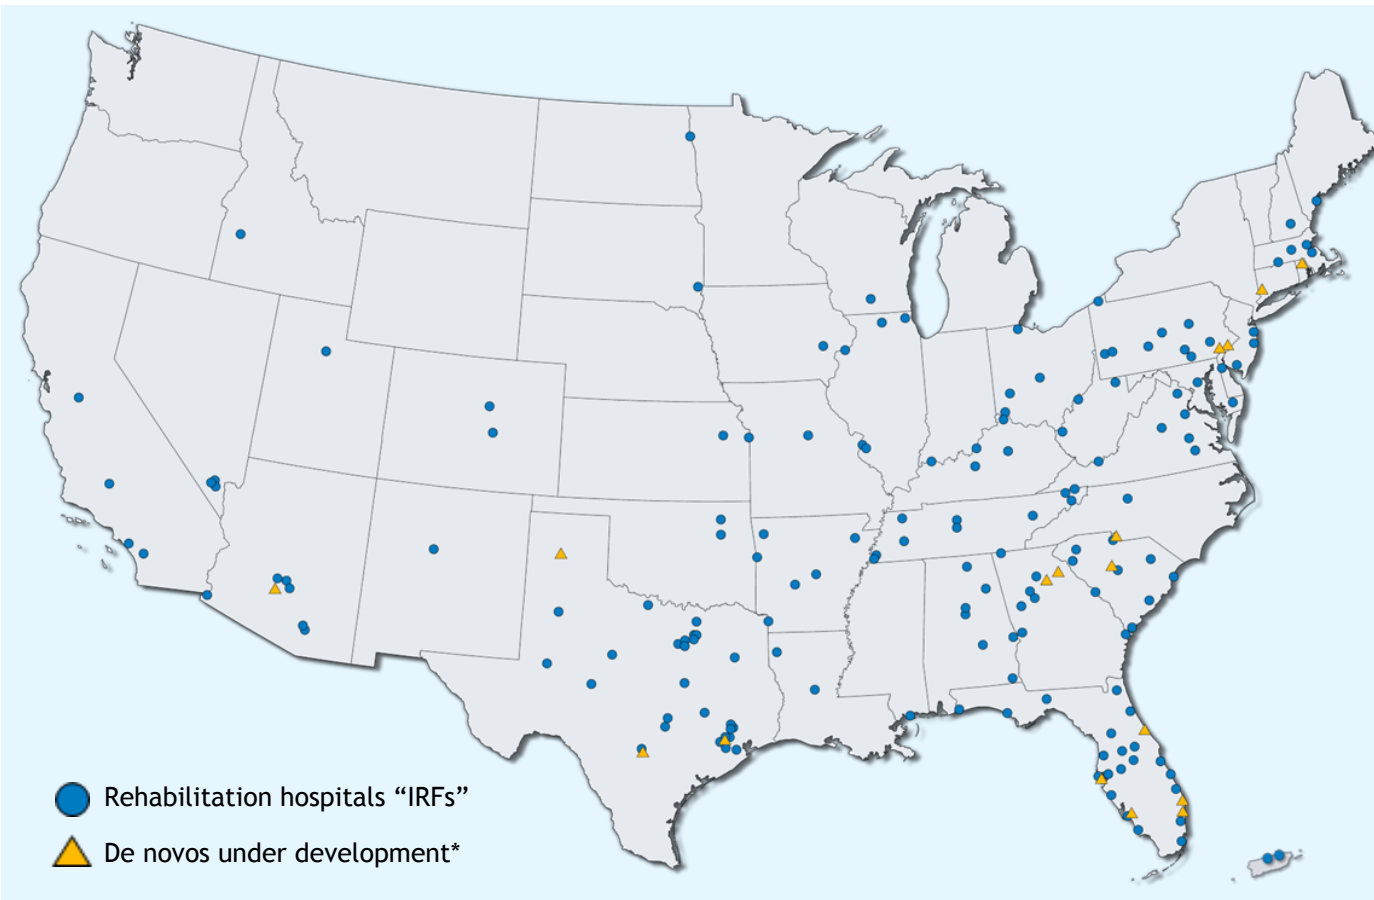 Rehabilitation hospitals “IRFs”
De novos under development*